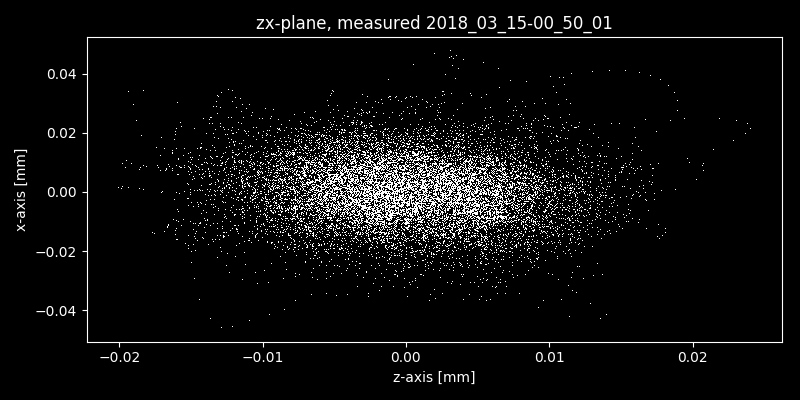 zx-plane, measured 2018_03_15-00_50_01
0.04
0.02
0.00
−0.02
−0.04
x-axis [mm]
−0.02 −0.01 0.00 0.01 0.02
z-axis [mm]